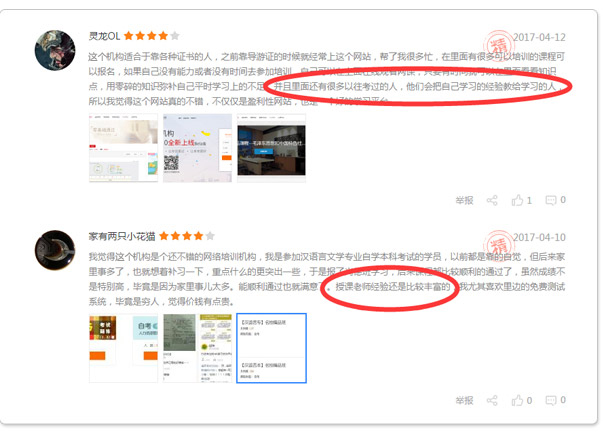 灵龙OL
2017-04-12
精
这个机构适合于靠各种证书的人，之前靠导游证的时候就经常上这个网站，帮了我很多忙，在里面有很多可以培训的课程可
以报名，如果自己没有能力或者没有时间去参加培训，自己可以在上面在线观看网课，只要有时间就可以在里面看看知识
点，用零碎的知识弥补自己平时学习上的不足，并且里面还有很多以往考过的人，他们会把自己学习的经验教给学习的人，
所以我觉得这个网站真的不错，不仅仅是盈利性网站，也是一个好的学习平台。
全新上线
举报
1
0
家有两只小花猫
2017-04-10
精
我觉得这个机构是个还不错的网络培训机构，我是参加汉语言文学专业自学本科考试的学员，以前都是靠的自觉，但后来家
里事多了，也就想着补习一下，重点什么的更突出一些，于是报了
比较顺利的通过了，虽然成绩不
是特别高，毕竟是因为家里事儿太多。能顺利通过也就满意了。授课老师经验还是比较丰富的，我尤其喜欢里边的免费测试
系统，毕竟是穷人，觉得价钱有点贵。
自考
举报
0
0